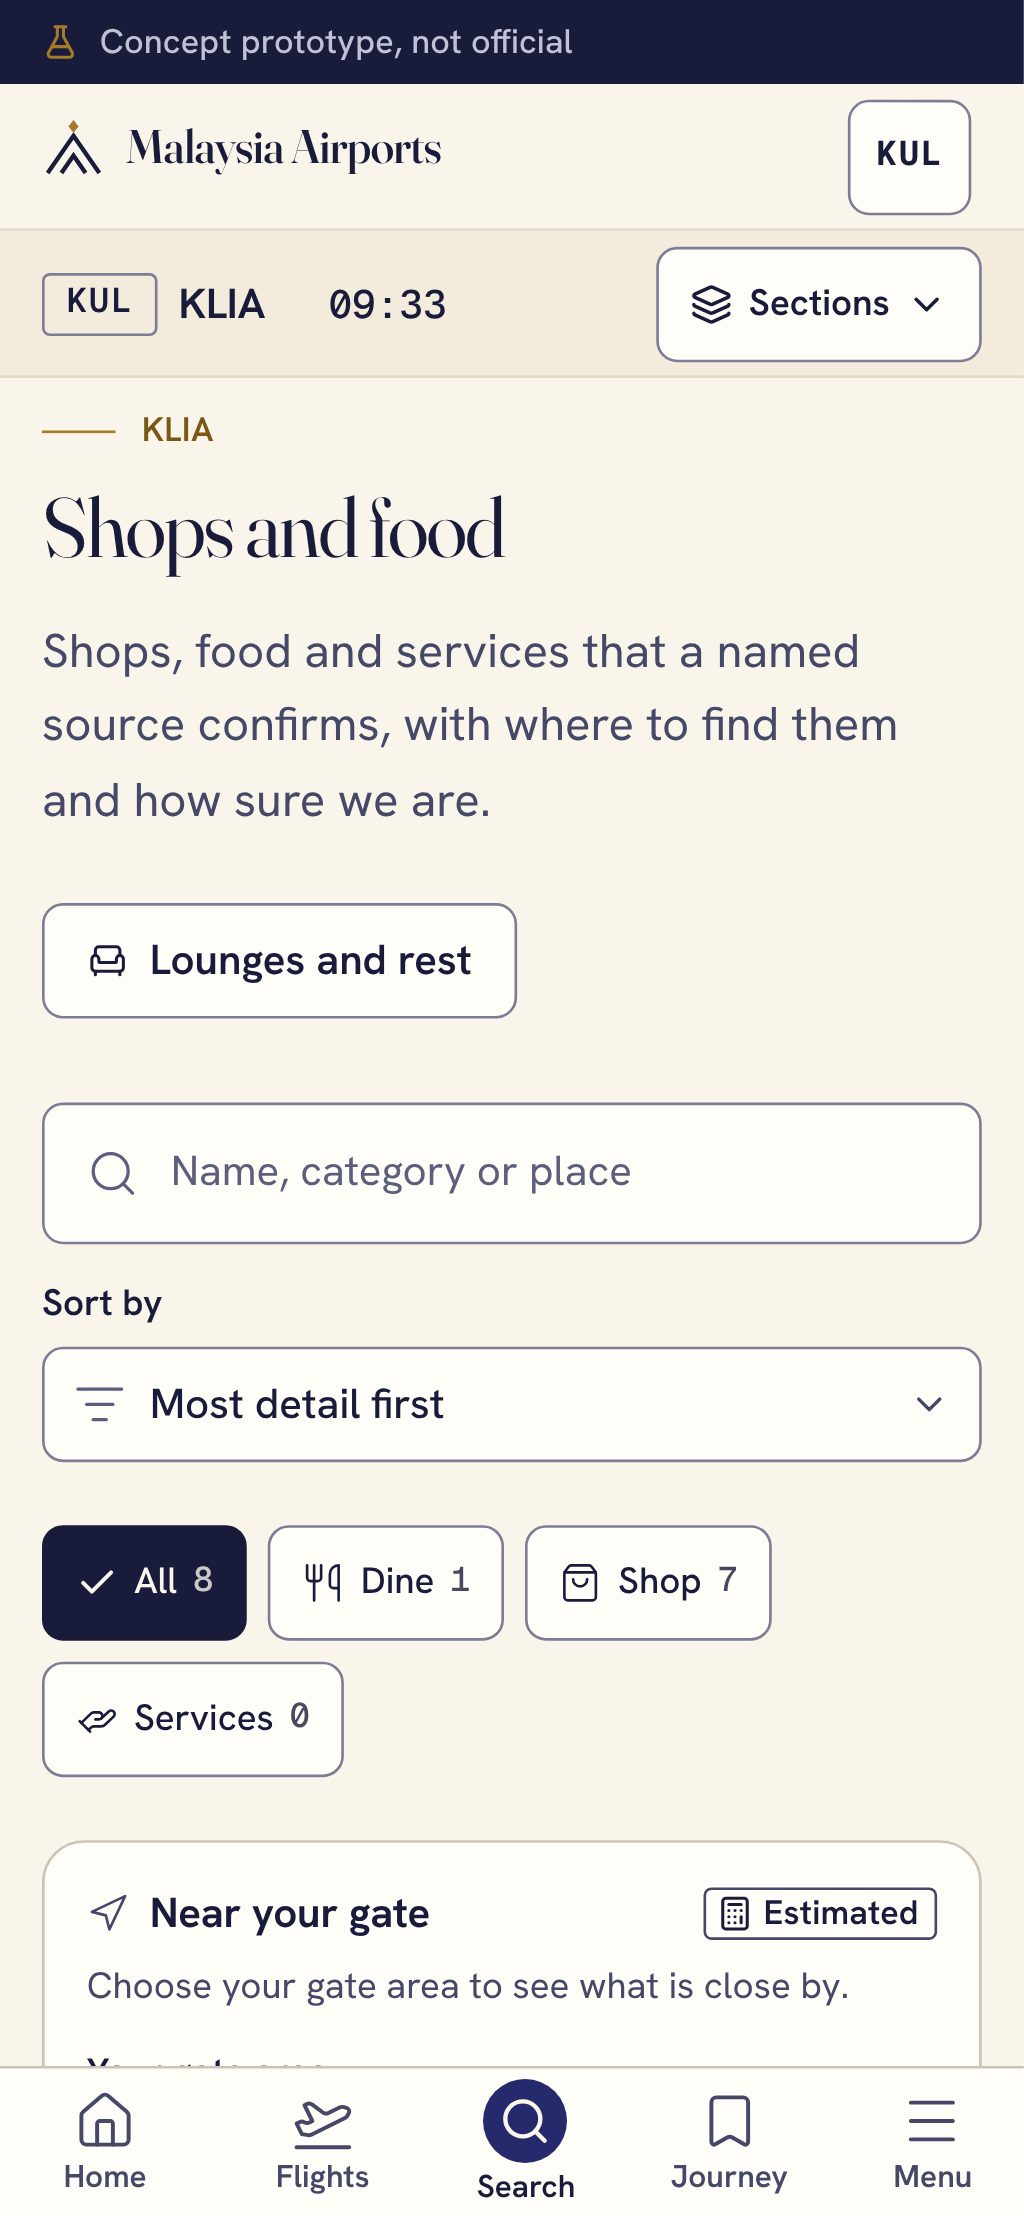 Concept prototype, not official
Malaysia Airports
KUL
KUL KLIA 09:33 Sections
KLIA
Shops and food
Shops, food and services that a named
source confirms, with where to find them
and how sure we are.
Lounges and rest
Name, category or place
Sort by
Most detail first
All 8 Dine 1 Shop 7
Services 0
Near your gate Estimated
Choose your gate area to see what is close by.
Home Flights Search Journey Menu